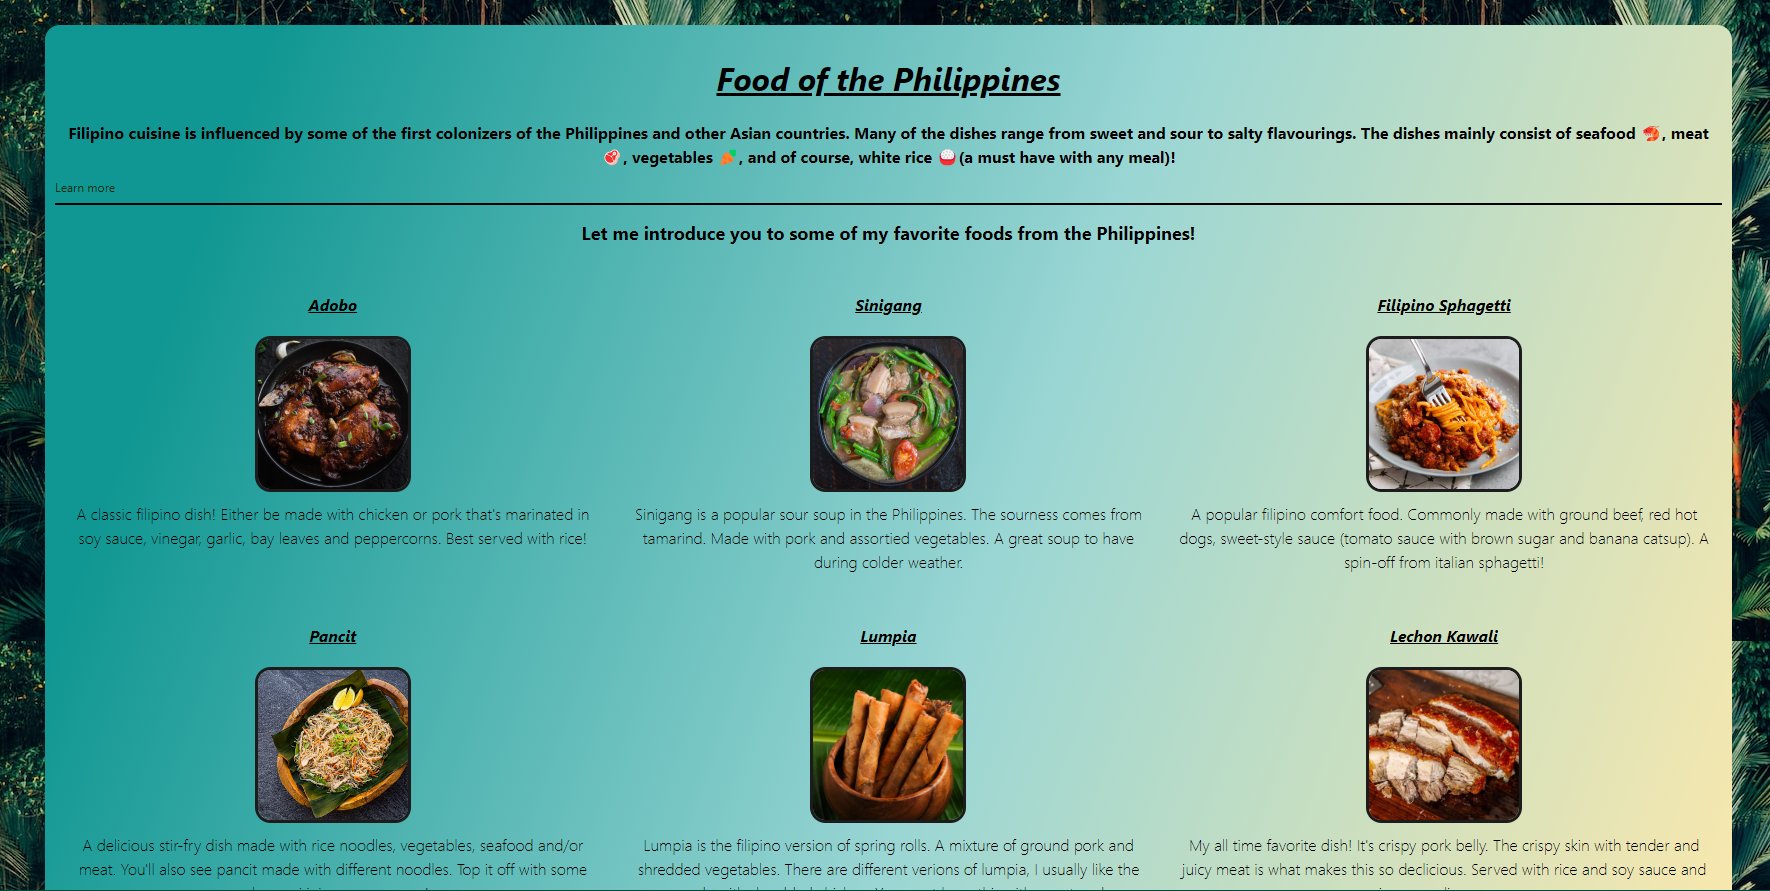 Food of the Philippines
Filipino cuisine is influenced by some of the first colonizers of the Philippines and other Asian countries. Many of the dishes range from sweet and sour to salty flavourings. The dishes mainly consist of seafood 🦐, meat
🥩, vegetables 🥕, and of course, white rice 🍚(a must have with any meal)!
Learn more
Let me introduce you to some of my favorite foods from the Philippines!
Adobo
A classic filipino dish! Either be made with chicken or pork that's marinated in
soy sauce, vinegar, garlic, bay leaves and peppercorns. Best served with rice!
Sinigang
Sinigang is a popular sour soup in the Philippines. The sourness comes from
tamarind. Made with pork and assortied vegetables. A great soup to have
during colder weather.
Filipino Sphagetti
A popular filipino comfort food. Commonly made with ground beef, red hot
dogs, sweet-style sauce (tomato sauce with brown sugar and banana catsup). A
spin-off from italian sphagetti!
Pancit
A delicious stir-fry dish made with rice noodles, vegetables, seafood and/or
meat. You'll also see pancit made with different noodles. Top it off with some
Lumpia
Lumpia is the filipino version of spring rolls. A mixture of ground pork and
shredded vegetables. There are different verions of lumpia, I usually like the
Lechon Kawali
My all time favorite dish! It's crispy pork belly. The crispy skin with tender and
juicy meat is what makes this so declicious. Served with rice and soy sauce and